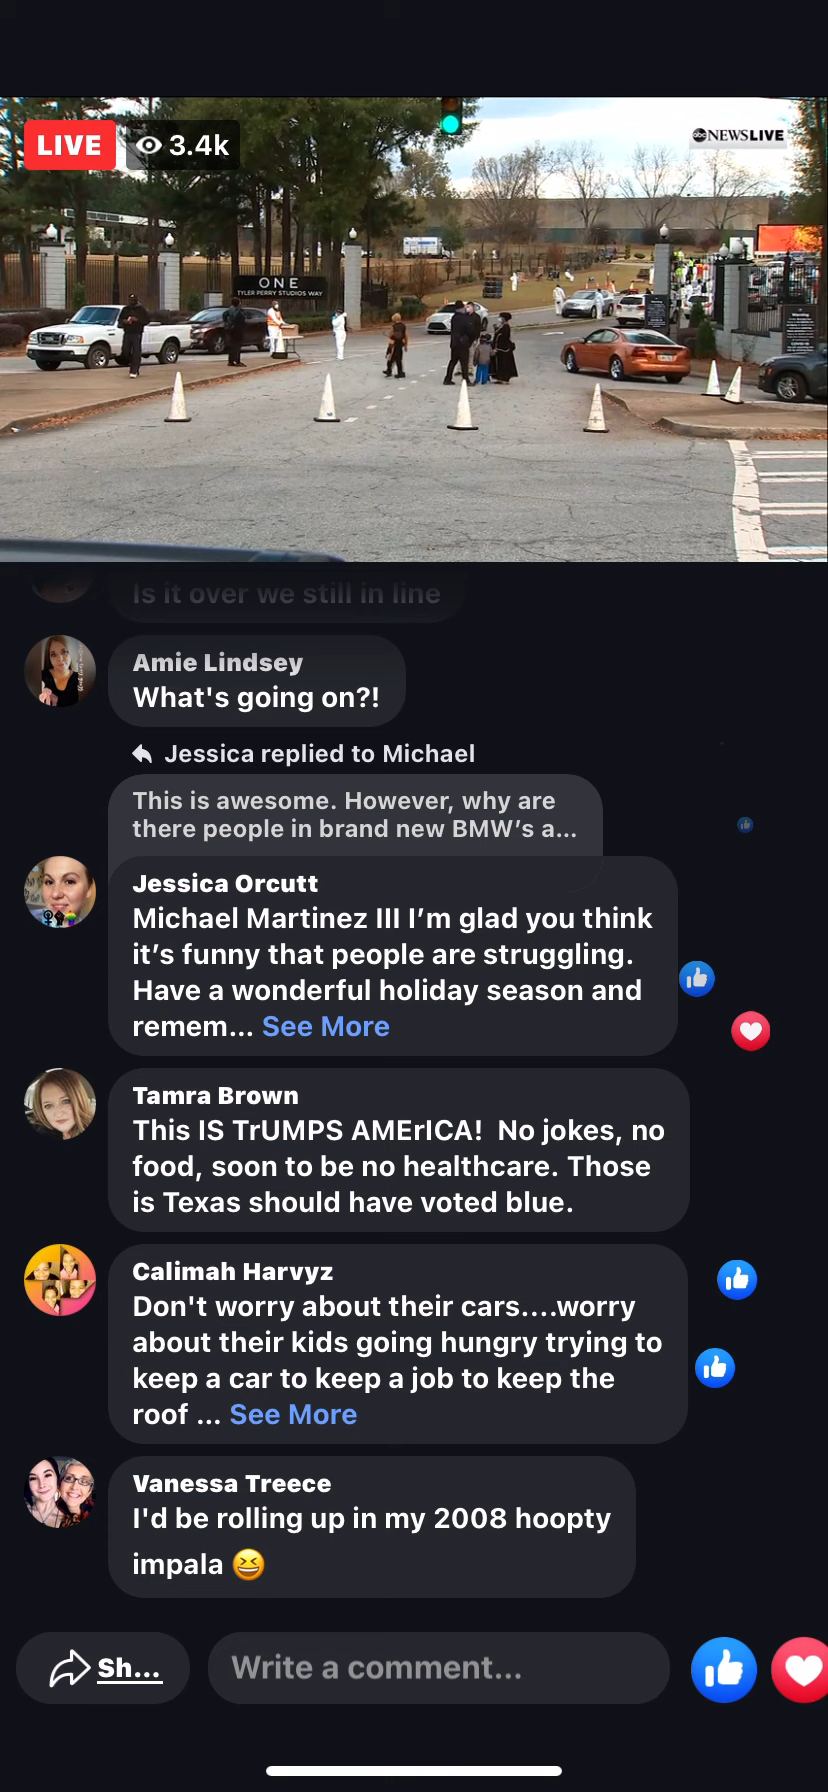 LIVE
3.4k
abc NEWS LIVE
ONE
TYLER PERRY STUDIOS WAY
Is it over we still in line
Amie Lindsey
What's going on?!
Jessica replied to Michael
This is awesome. However, why are
there people in brand new BMW’s a...
Jessica Orcutt
Michael Martinez III I’m glad you think
it’s funny that people are struggling.
Have a wonderful holiday season and
remem... See More
Tamra Brown
This IS TrUMPS AMErICA!  No jokes, no
food, soon to be no healthcare. Those
is Texas should have voted blue.
Calimah Harvyz
Don't worry about their cars....worry
about their kids going hungry trying to
keep a car to keep a job to keep the
roof ... See More
Vanessa Treece
I'd be rolling up in my 2008 hoopty
impala 😆
Sh...
Write a comment...